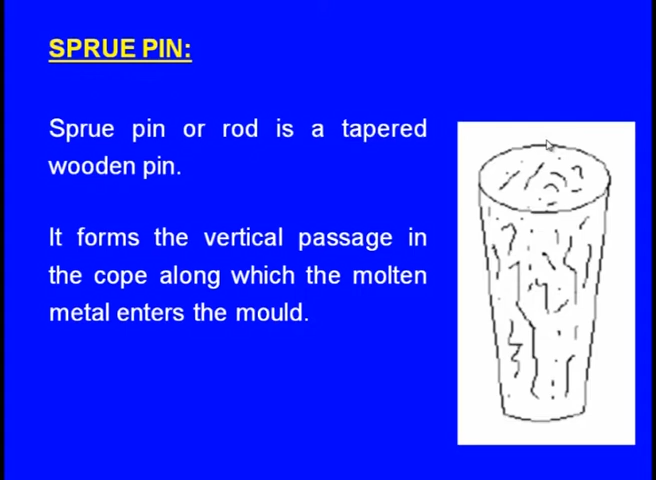 SPRUE PIN:
Sprue pin or rod is a tapered
wooden pin.
It forms the vertical passage in
the cope along which the molten
metal enters the mould.